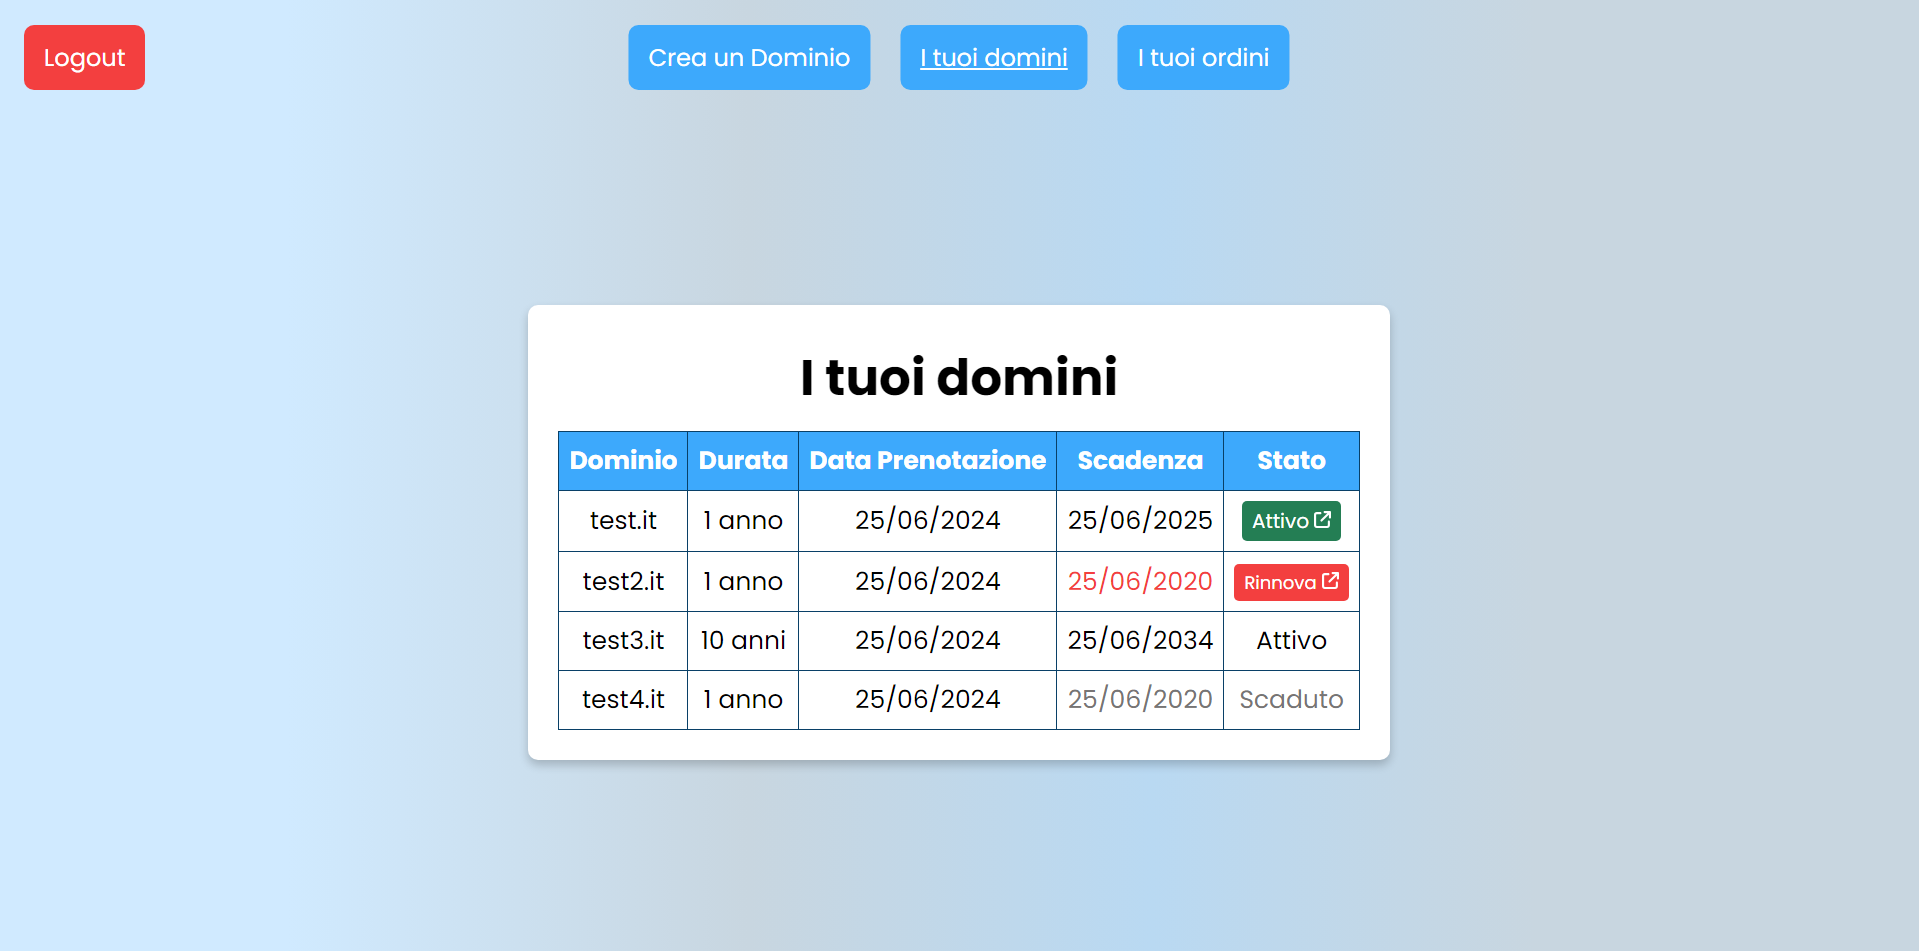 Logout
Crea un Dominio
I tuoi domini
I tuoi ordini
I tuoi domini
Dominio Durata Data Prenotazione Scadenza Stato
test.it 1 anno 25/06/2024 25/06/2025 Attivo
test2.it 1 anno 25/06/2024 25/06/2020 Rinnova
test3.it 10 anni 25/06/2024 25/06/2034 Attivo
test4.it 1 anno 25/06/2024 25/06/2020 Scaduto